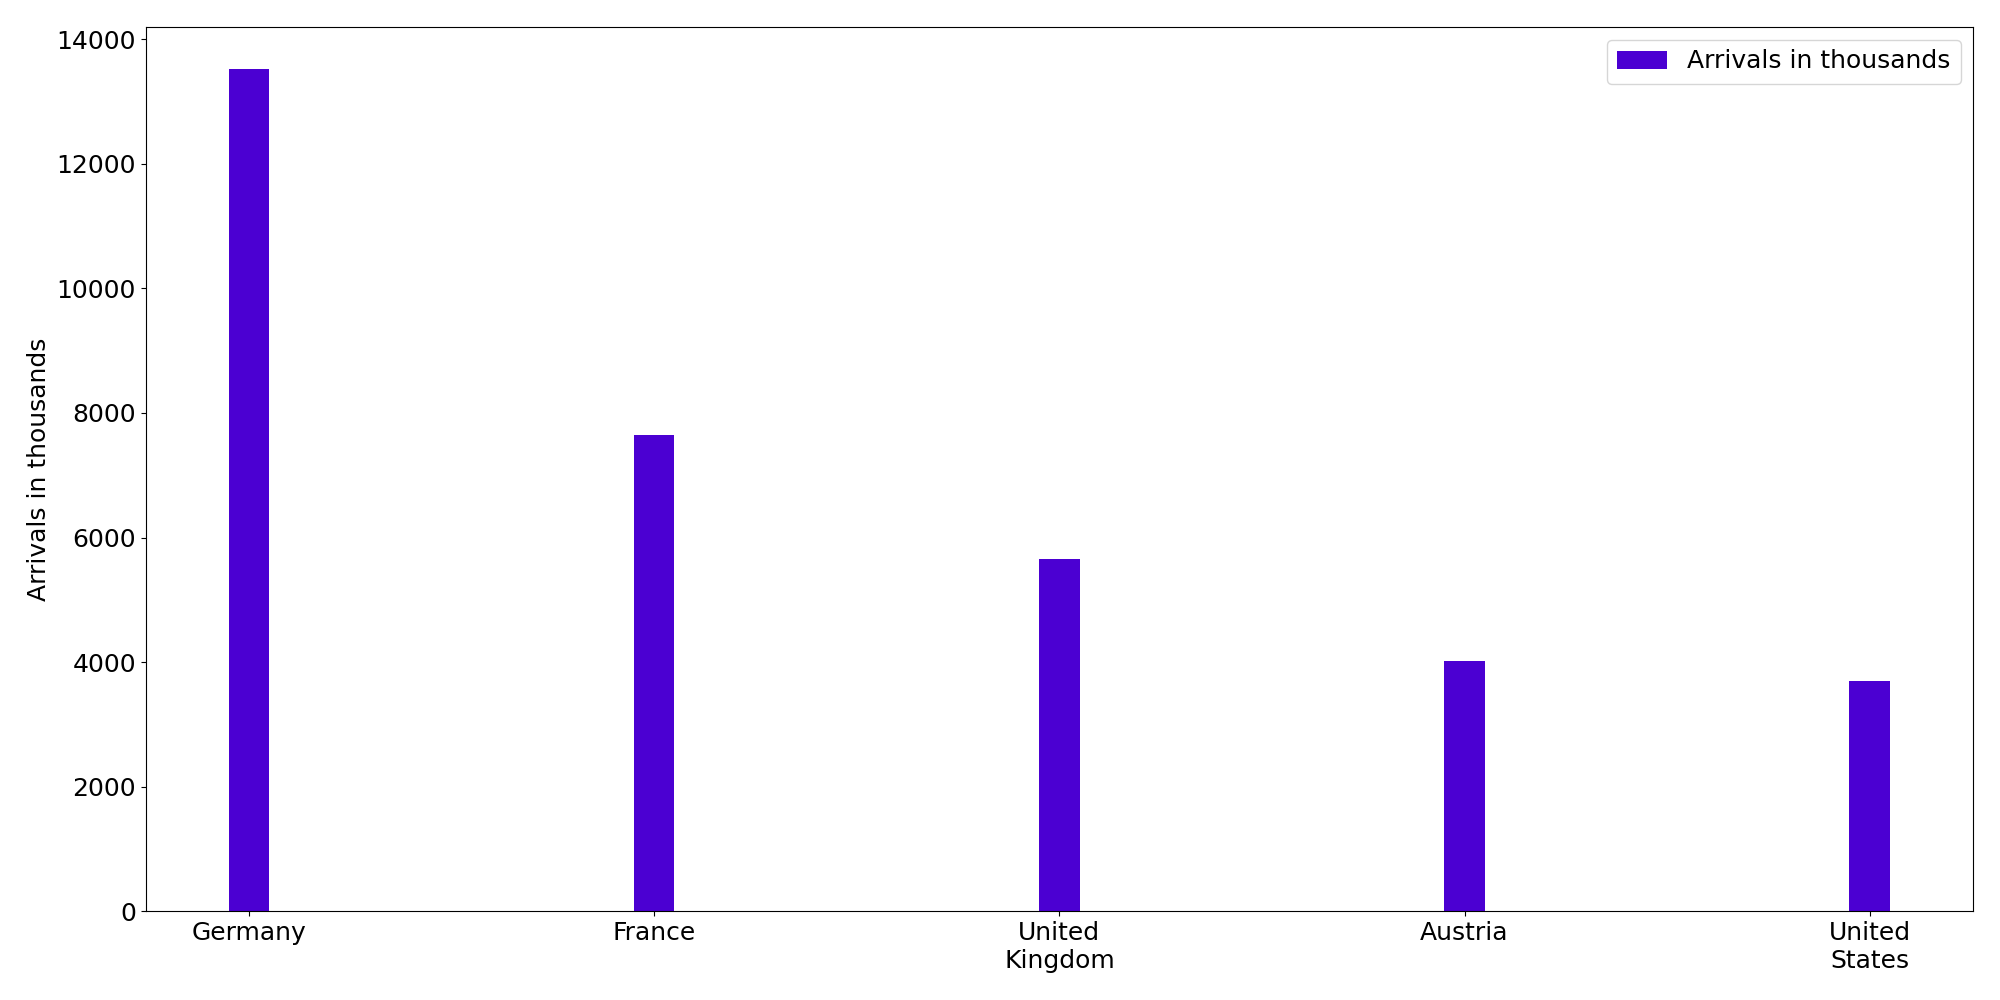 14000
12000
10000
8000
6000
4000
2000
0
Arrivals in thousands
Arrivals in thousands
Germany
France
United
Kingdom
Austria
United
States